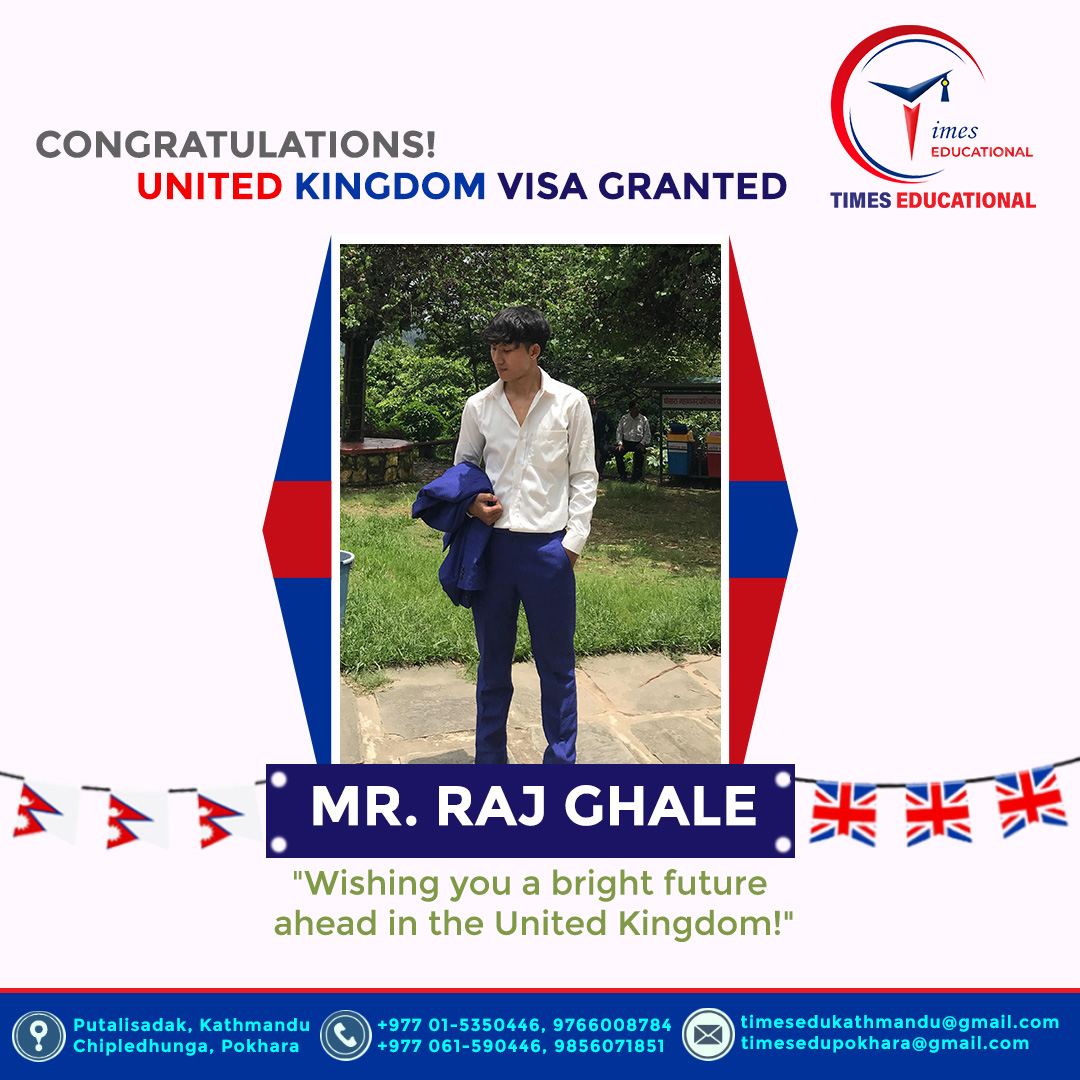 CONGRATULATIONS!
UNITED KINGDOM VISA GRANTED
imes
EDUCATIONAL
TIMES EDUCATIONAL
MR. RAJ GHALE
"Wishing you a bright future
ahead in the United Kingdom!"
Putalisadak, Kathmandu
Chipledhunga, Pokhara
+977 01-5350446, 9766008784
+977 061-590446, 9856071851
timesedukathmandu@gmail.com
timesedupokhara@gmail.com